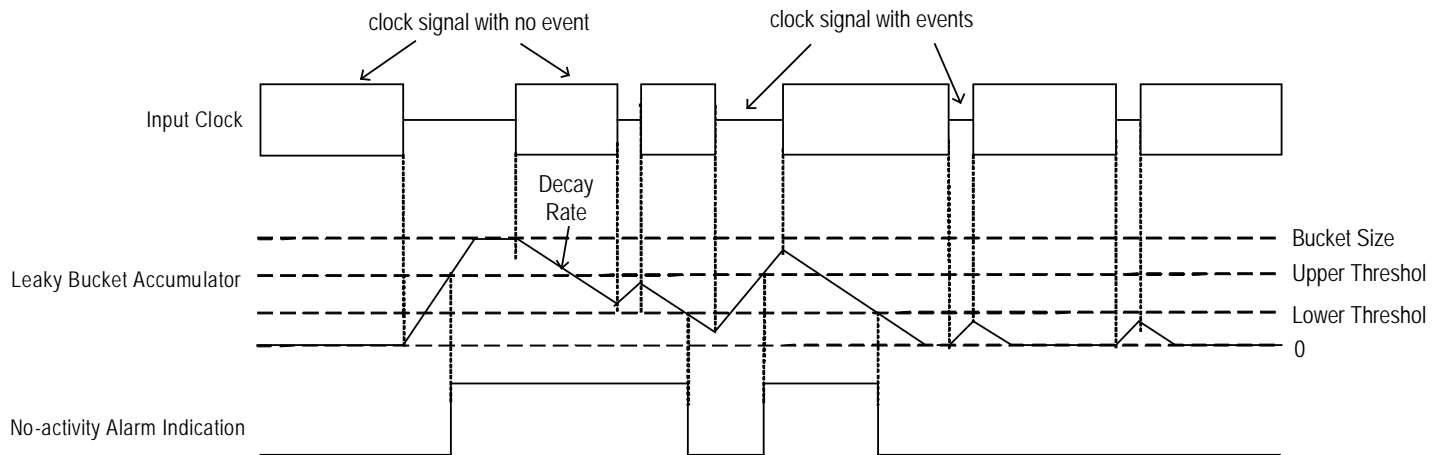 clock signal with no event
clock signal with events
Input Clock
Decay
Rate
Bucket Size
Leaky Bucket Accumulator
Upper Threshol
Lower Threshol
0
No-activity Alarm Indication